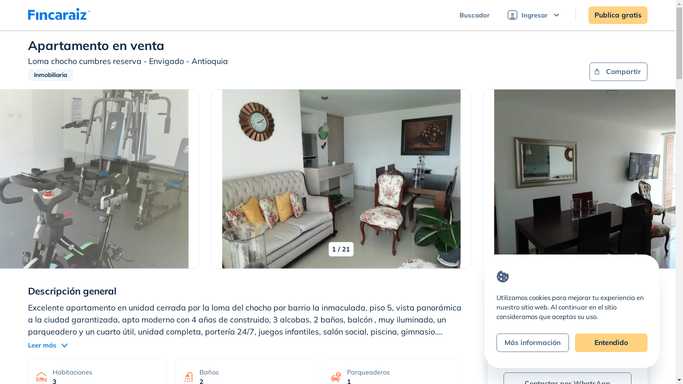 Fincaraiz
Buscador
Ingresar
Publica gratis
Apartamento en venta
Loma chocho cumbres reserva - Envigado - Antioquia
Inmobiliaria
Compartir
1 / 21
Descripción general
Excelente apartamento en unidad cerrada por la loma del chocho por barrio la inmaculada. piso 5, vista panorámica
a la ciudad garantizada, apto moderno con 4 años de construido, 3 alcobas, 2 baños, balcón , muy iluminado, un
parqueadero y un cuarto útil, unidad completa, portería 24/7, juegos infantiles, salón social, piscina, gimnasio....
Leer más
Habitaciones
3
Baños
2
Parqueaderos
1
Utilizamos cookies para mejorar tu experiencia en
nuestro sitio web. Al continuar en el sitio
consideramos que aceptas su uso.
Más información
Entendido
Contactar por WhatsApp